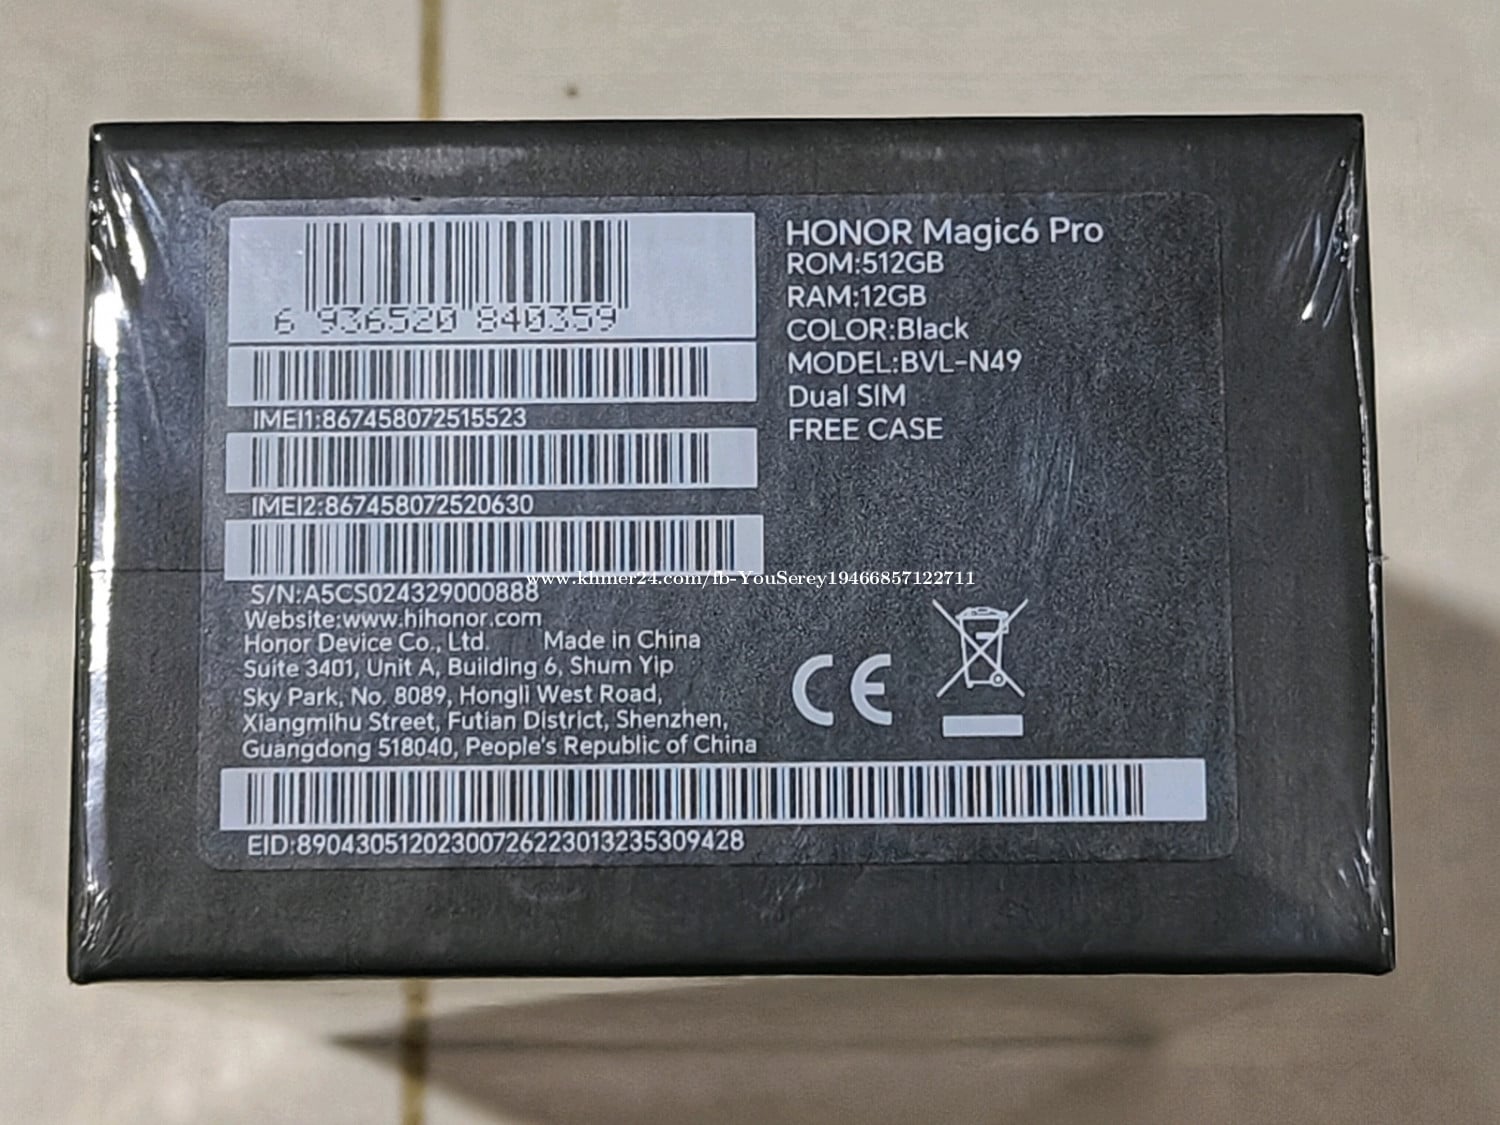 6 936520 840359
IMEI1:867458072515523
IMEI2:867458072520630
S/N:A5CS024329000888
Website:www.hihonor.com
Honor Device Co., Ltd. Made in China
Suite 3401, Unit A, Building 6, Shum Yip
Sky Park, No. 8089, Hongli West Road,
Xiangmihu Street, Futian District, Shenzhen,
Guangdong 518040, People's Republic of China
EID:89043051202300726223013235309428
HONOR Magic6 Pro
ROM:512GB
RAM:12GB
COLOR:Black
MODEL:BVL-N49
Dual SIM
FREE CASE
CE
www.khmer24.com/fb-YouSerey19466857122711